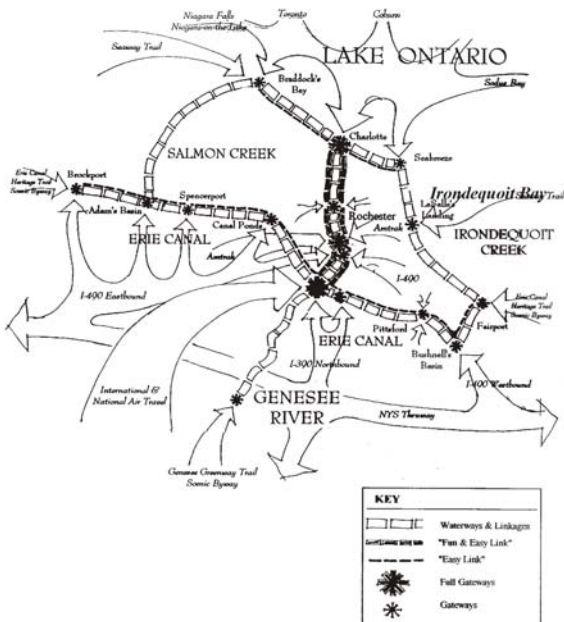 Niagara Falls
Niagara-on-the-Lake
Toronto
Coburn
Seaway Trail
LAKE ONTARIO
Braddock's
Bay
Sodus Bay
Charlotte
SALMON CREEK
Seabreeze
Erie Canal
Heritage Trail
Scenic Byway
Brockport
Irondequoit Bay
Trail
Adam's Basin
Spencerport
Landing
Rochester
ERIE CANAL
Canal Ponds
Amtrak
Amtrak
IRONDEQUOIT
CREEK
I-490
I-490 Eastbound
Erie Canal
Heritage Trail
Scenic Byway
Fairport
Pittsford
ERIE CANAL
Bushnell's
Basin
I-390 Northbound
I-490 Westbound
International &
National Air Travel
GENESEE
RIVER
NYS Thruway
Genesee Greenway Trail
Scenic Byway
KEY
Waterways & Linkages
"Fun & Easy Link"
"Easy Link"
Full Gateways
Gateways